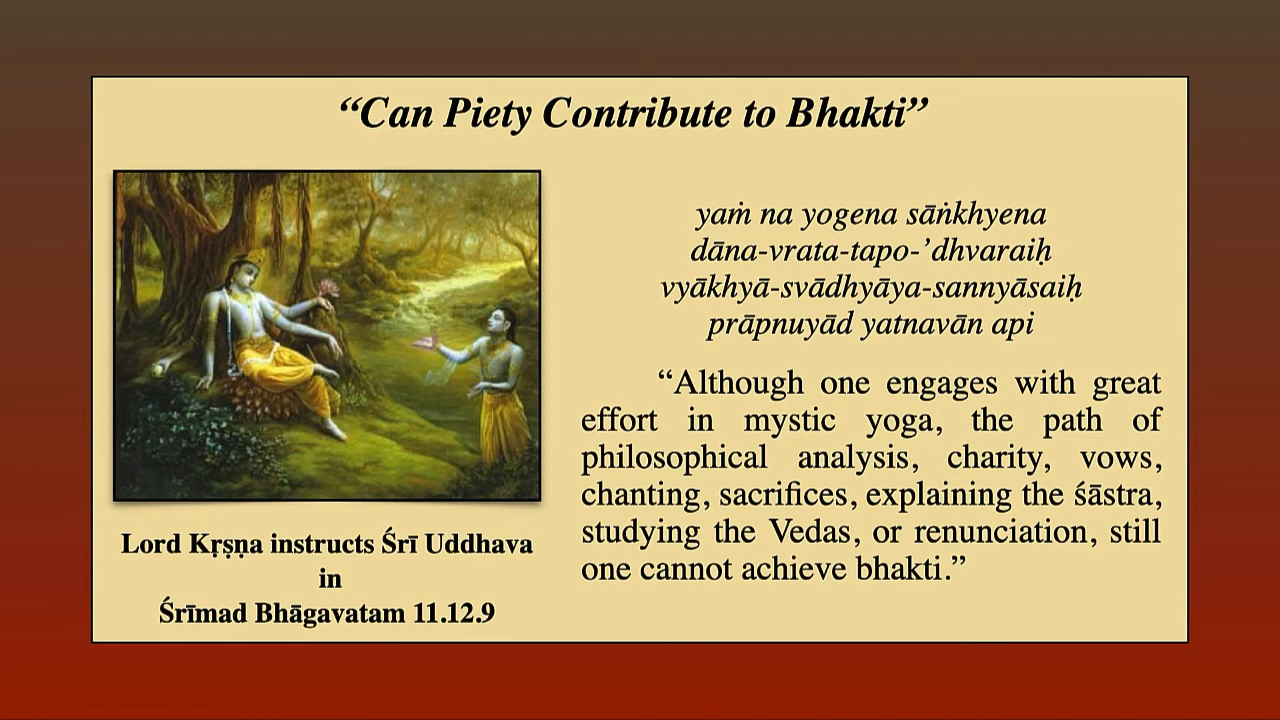 “Can Piety Contribute to Bhakti”
yaṁ na yogena sāṅkhyena
dāna-vrata-tapo-’dhvaraiḥ
vyākhyā-svādhyāya-sannyāsaiḥ
prāpnuyād yatnavān api
“Although one engages with great
effort in mystic yoga, the path of
philosophical analysis, charity, vows,
chanting, sacrifices, explaining the śāstra,
studying the Vedas, or renunciation, still
one cannot achieve bhakti.”
Lord Kṛṣṇa instructs Śrī Uddhava
in
Śrīmad Bhāgavatam 11.12.9